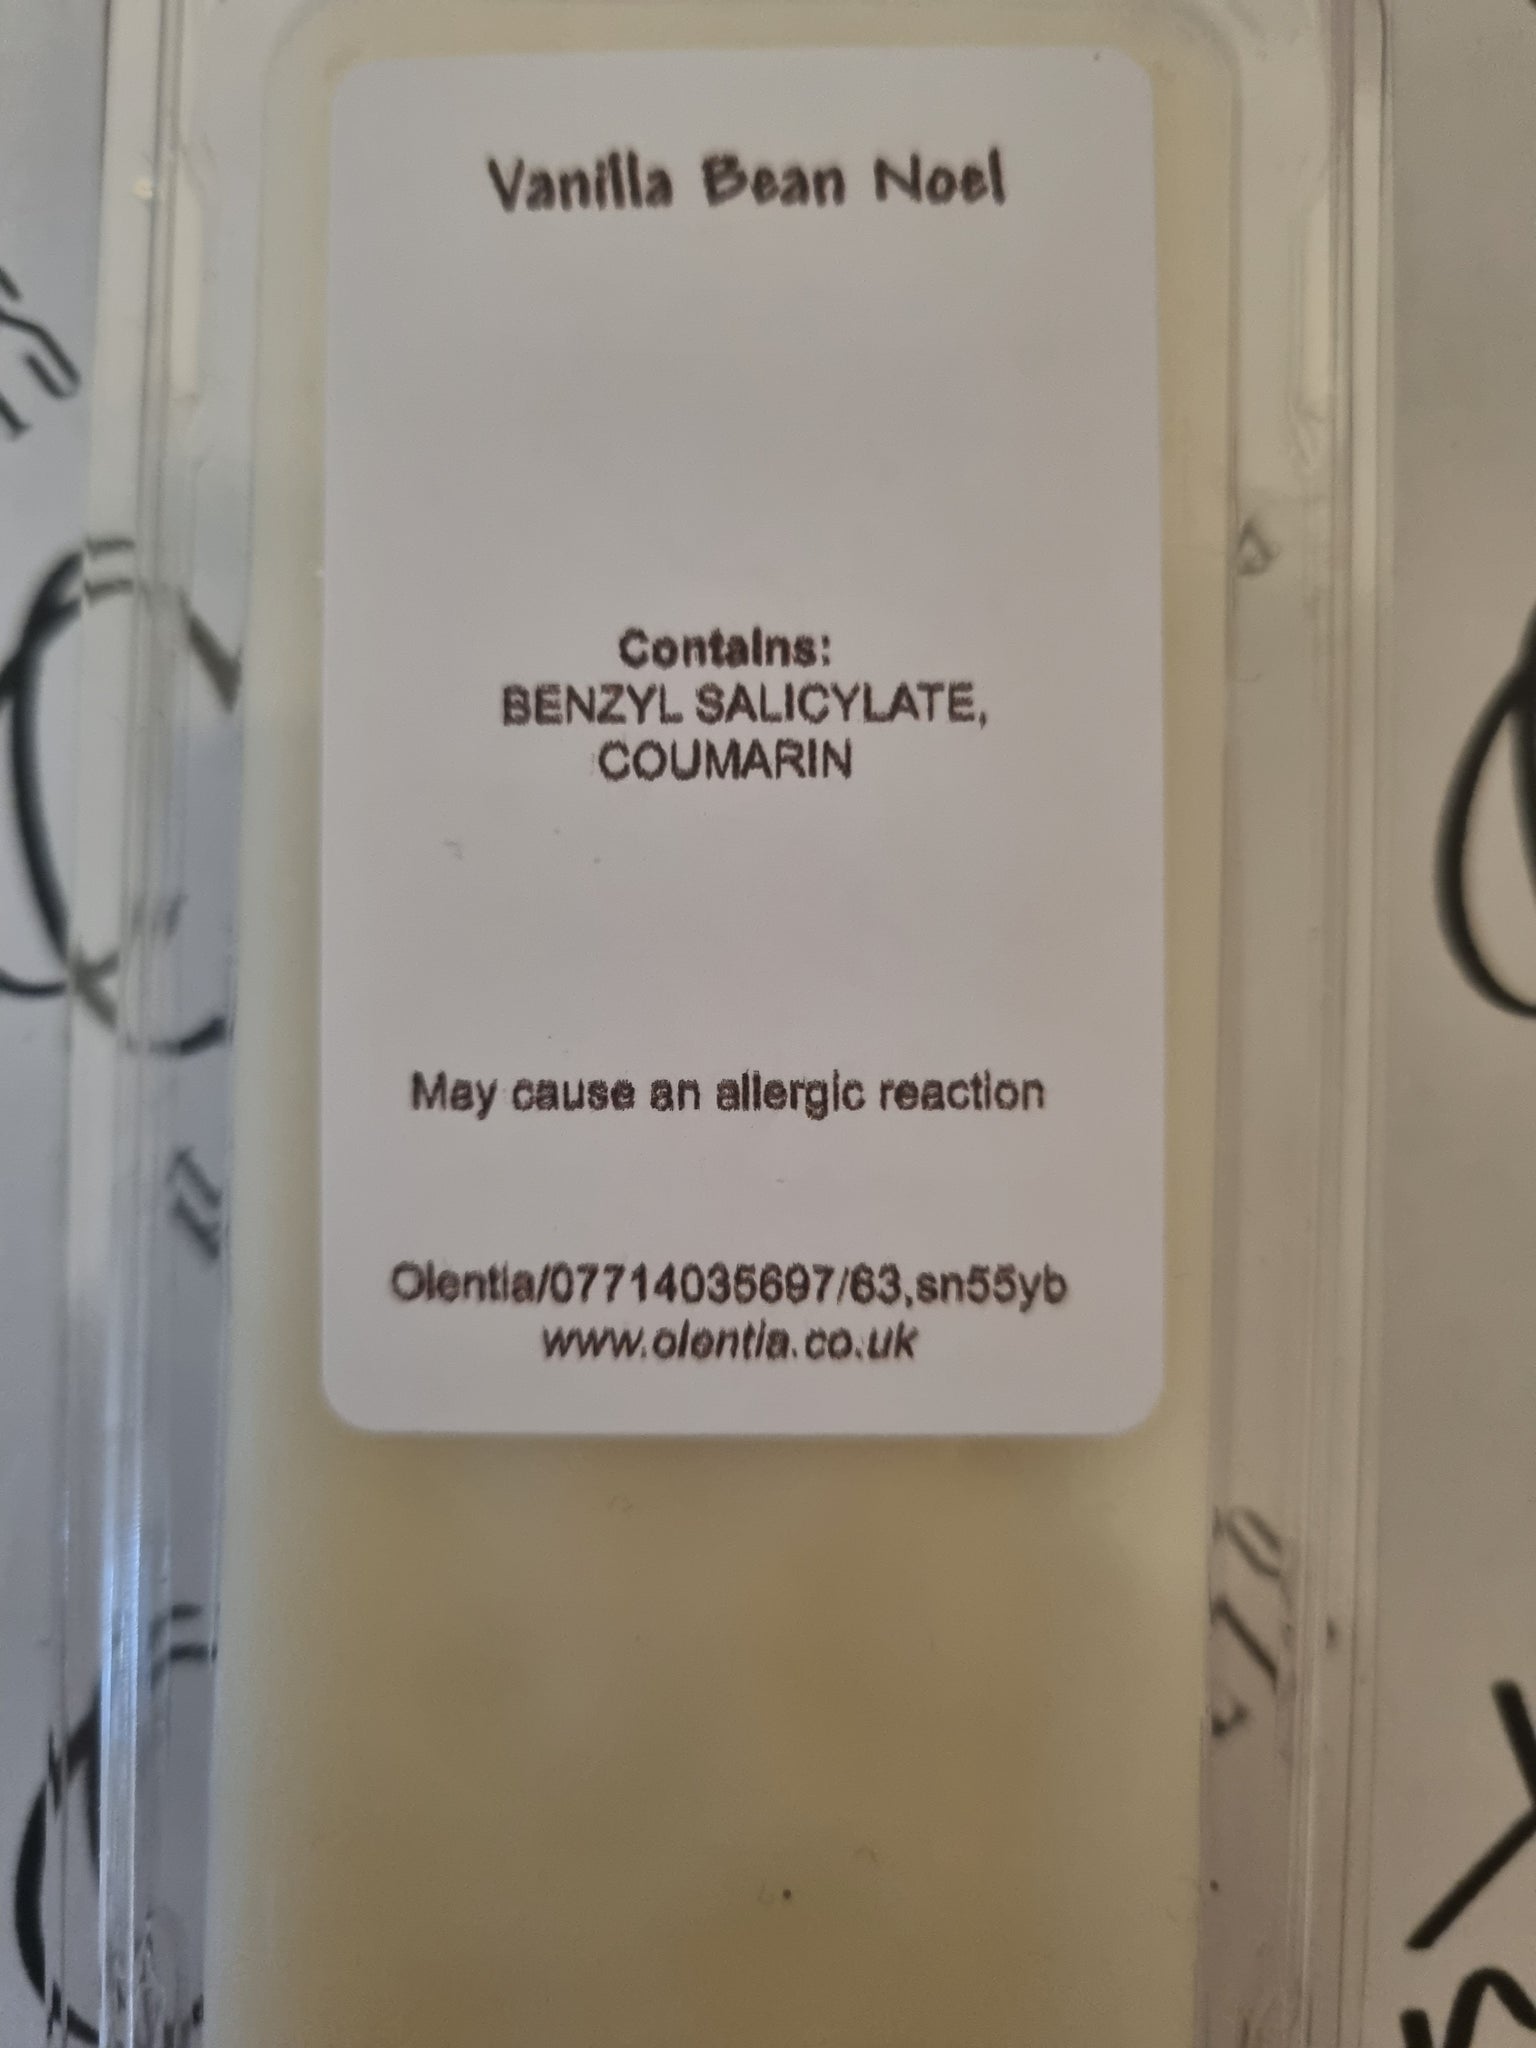 Vanilla Bean Noel
Contains:
BENZYL SALICYLATE,
COUMARIN
May cause an allergic reaction
Olentia/07714035697/63,sn55yb
www.olentia.co.uk